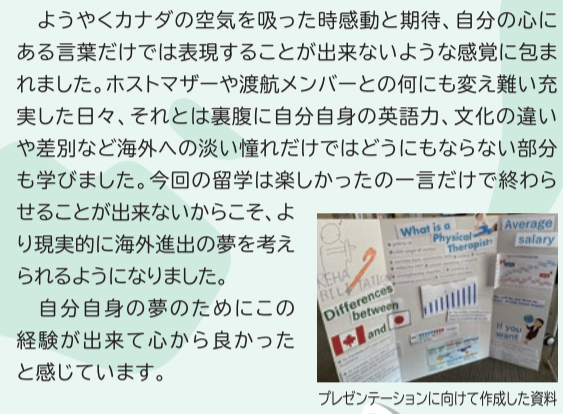 ようやくカナダの空気を吸った時感動と期待、自分の心に
ある言葉だけでは表現することが出来ないような感覚に包ま
れました。ホストマザーや渡航メンバーとの何にも変え難い充
実した日々、それとは裏腹に自分自身の英語力、文化の違い
や差別など海外への淡い憧れだけではどうにもならない部分
も学びました。今回の留学は楽しかったの一言だけで終わら
せることが出来ないからこそ、よ
り現実的に海外進出の夢を考え
られるようになりました。
自分自身の夢のためにこの
経験が出来て心から良かった
と感じています。
REHA
BILITATION
Differences
between
and
What is a
Physical
Therapist
Average
salary
If you
want
プレゼンテーションに向けて作成した資料